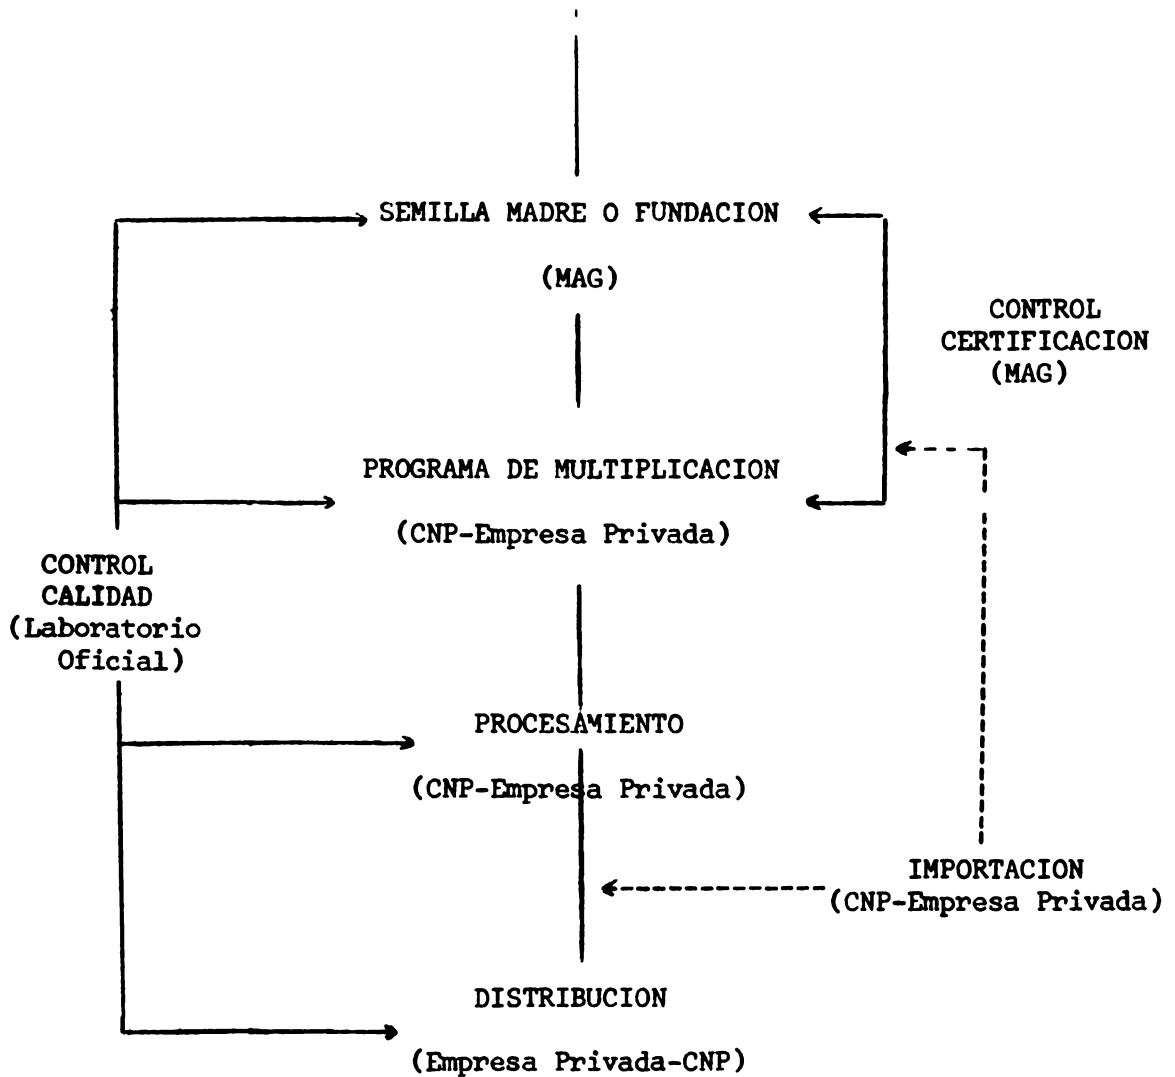 SEMILLA MADRE O FUNDACION
(MAG)
CONTROL
CERTIFICACION
(MAG)
PROGRAMA DE MULTIPLICACION
(CNP-Empresa Privada)
CONTROL
CALIDAD
(Laboratorio
Oficial)
PROCESAMIENTO
(CNP-Empresa Privada)
IMPORTACION
(CNP-Empresa Privada)
DISTRIBUCION
(Empresa Privada-CNP)